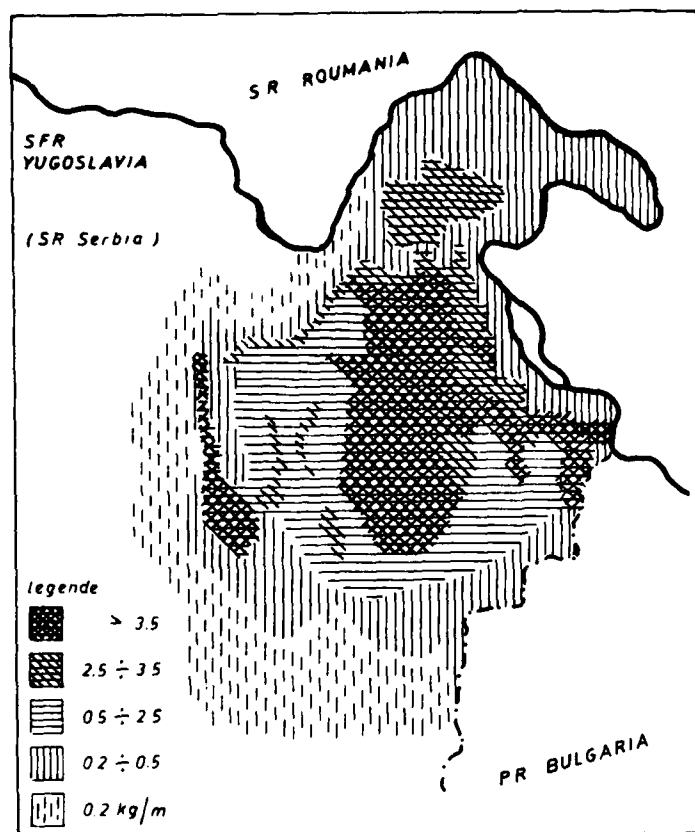 SR ROUMANIA
SFR
YUGOSLAVIA
(SR Serbia)
legende
> 3.5
2.5 ÷ 3.5
0.5 ÷ 2.5
0.2 ÷ 0.5
0.2 kg/m
PR BULGARIA